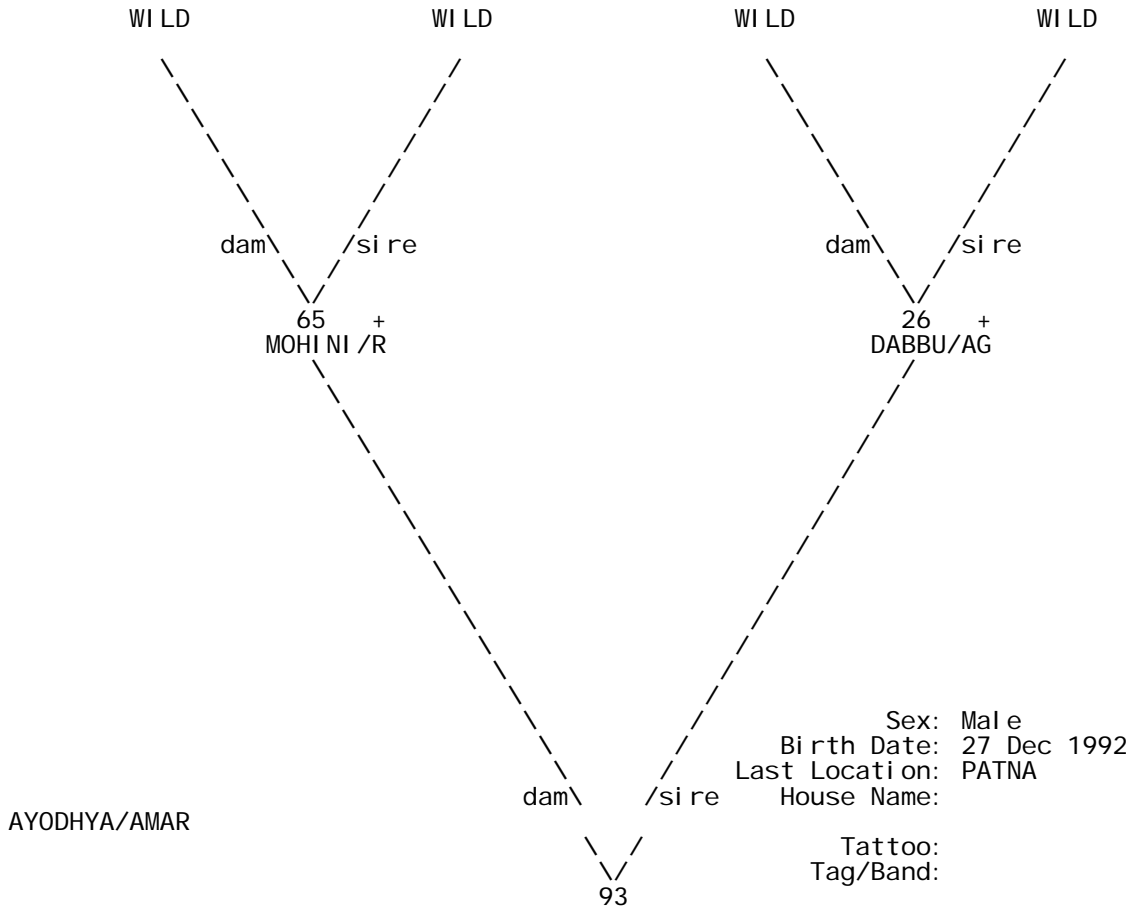 WILD WILD WILD WILD
dam sire dam sire
65 + 26 +
MOHINI/R DABBU/AG
Sex: Male
Birth Date: 27 Dec 1992
Last Location: PATNA
dam sire House Name:
AYODHYA/AMAR
Tattoo:
Tag/Band:
93